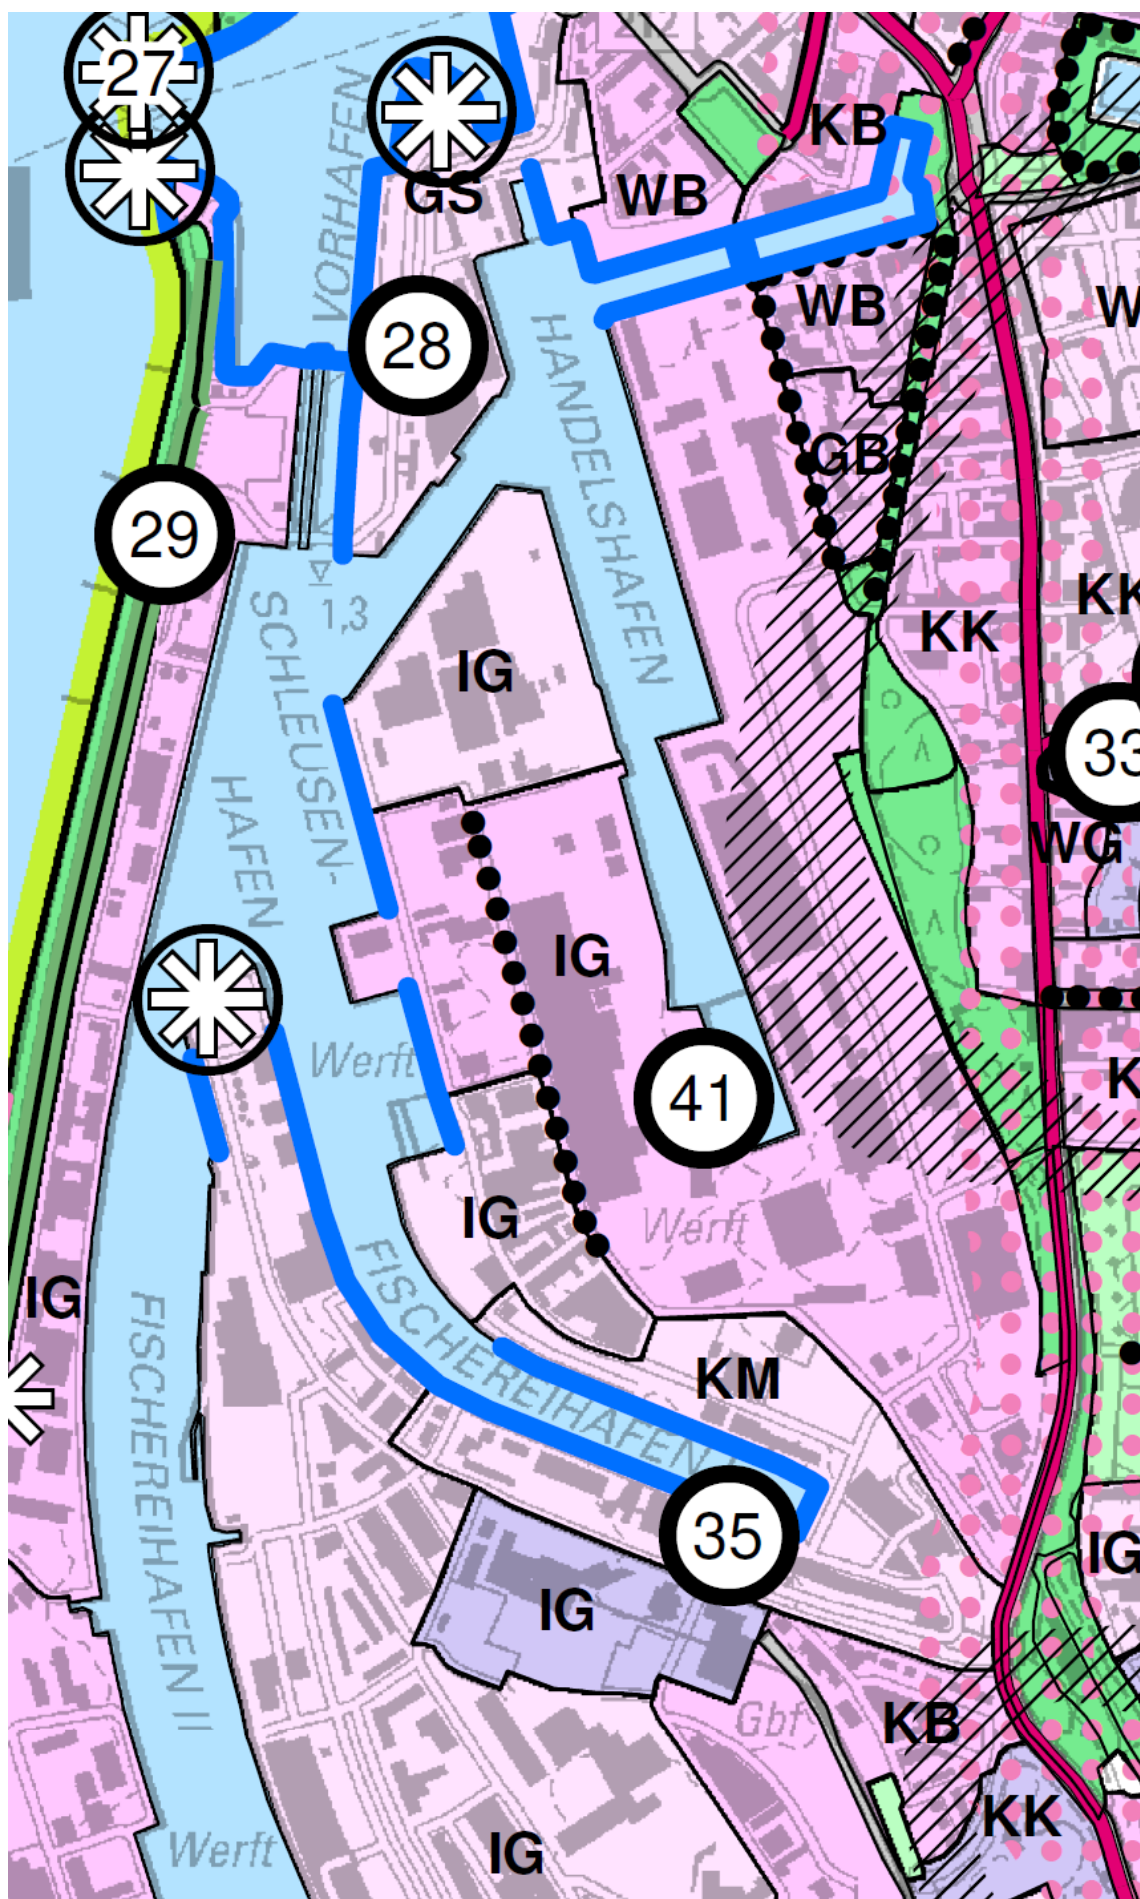 27
212
KB
GS
WB
VORHAFEN
WB
W
28
HANDELSHAFEN
GB
29
1,3
KK
KK
SCHLEUSEN-
HAFEN
IG
33
WG
IG
Werft
41
K
IG
Werft
IG
FISCHEREIHAFEN I
KM
FISCHEREIHAFEN II
35
IG
IG
Gbf
KB
KK
Werft
IG